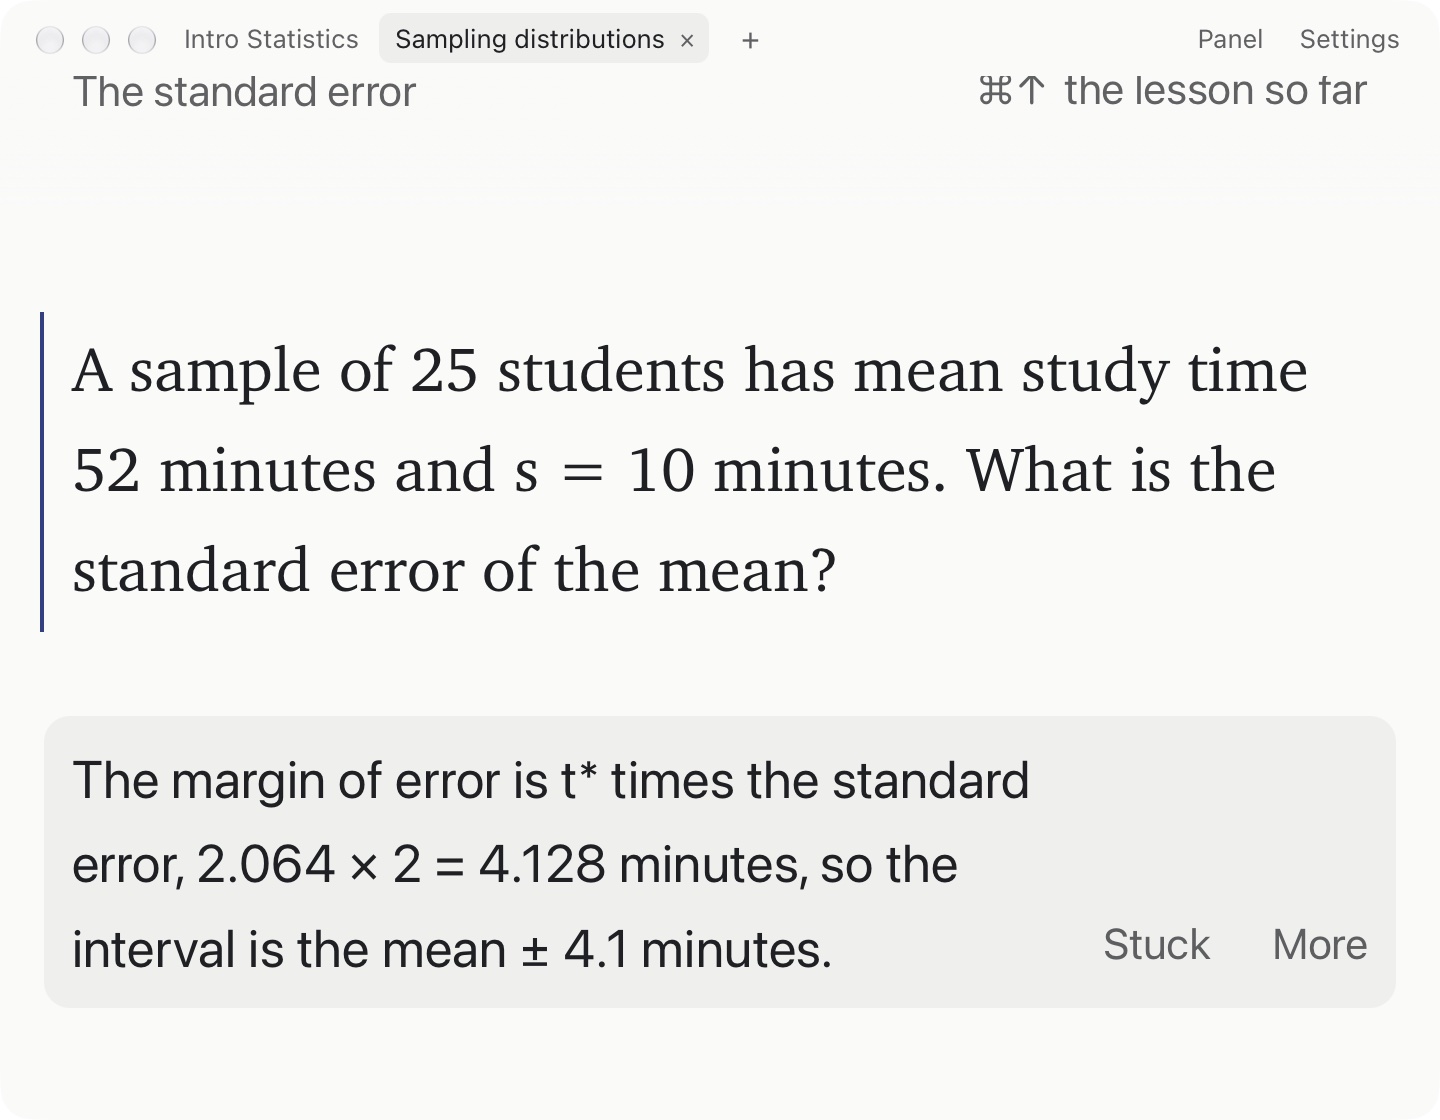 Intro Statistics Sampling distributions × + Panel Settings
The standard error ⌘↑ the lesson so far
A sample of 25 students has mean study time
52 minutes and s = 10 minutes. What is the
standard error of the mean?
The margin of error is t* times the standard
error, 2.064 × 2 = 4.128 minutes, so the
interval is the mean ± 4.1 minutes.
Stuck More